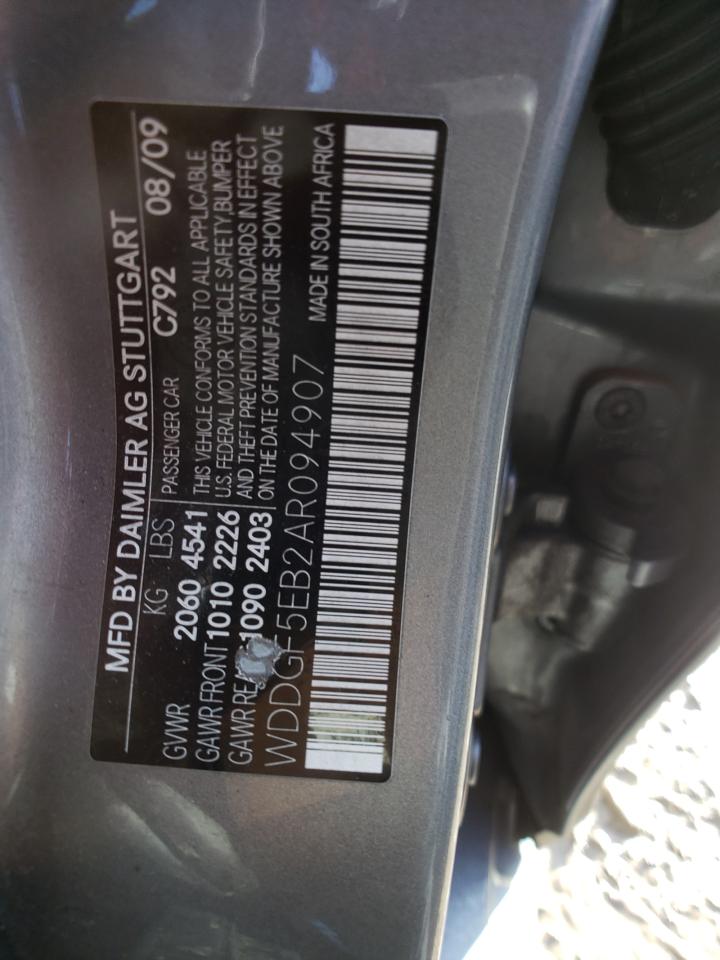 MFD BY DAIMLER AG STUTTGART
KG LBS PASSENGER CAR C792 08/09
GVWR 2060 4541 THIS VEHICLE CONFORMS TO ALL APPLICABLE
GAWR FRONT 1010 2226 U.S. FEDERAL MOTOR VEHICLE SAFETY,BUMPER
GAWR 1090 2403 AND THEFT PREVENTION STANDARDS IN EFFECT
ON THE DATE OF MANUFACTURE SHOWN ABOVE
WDDGF5EB2AR094907 MADE IN SOUTH AFRICA